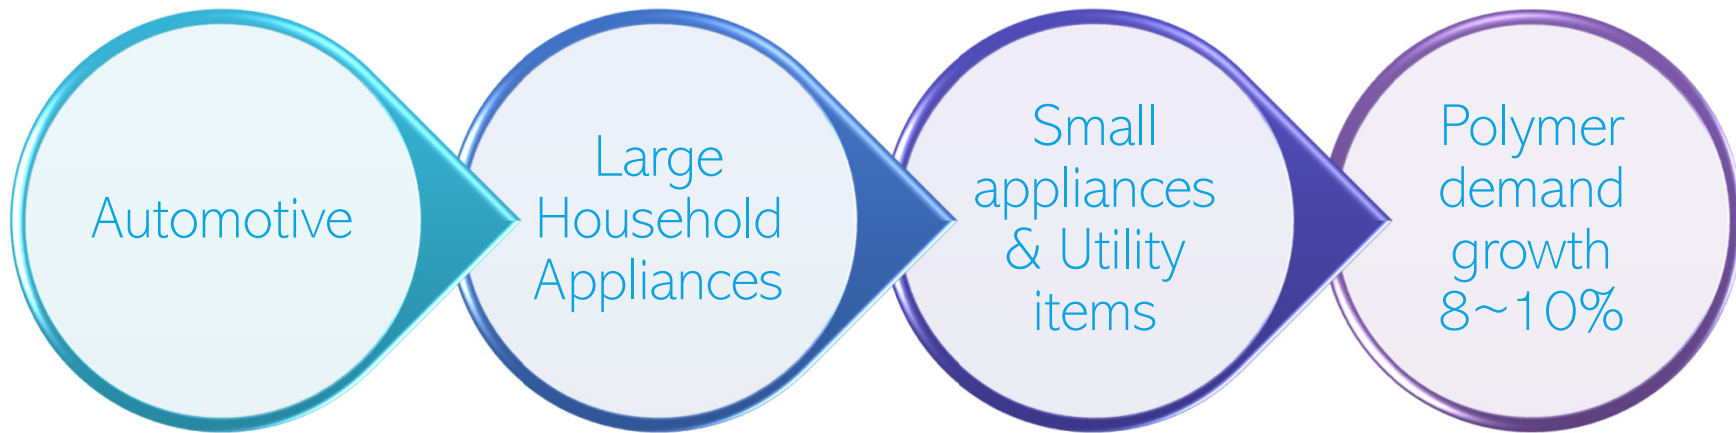 Automotive
Large
Household
Appliances
Small
appliances
& Utility
items
Polymer
demand
growth
8~10%